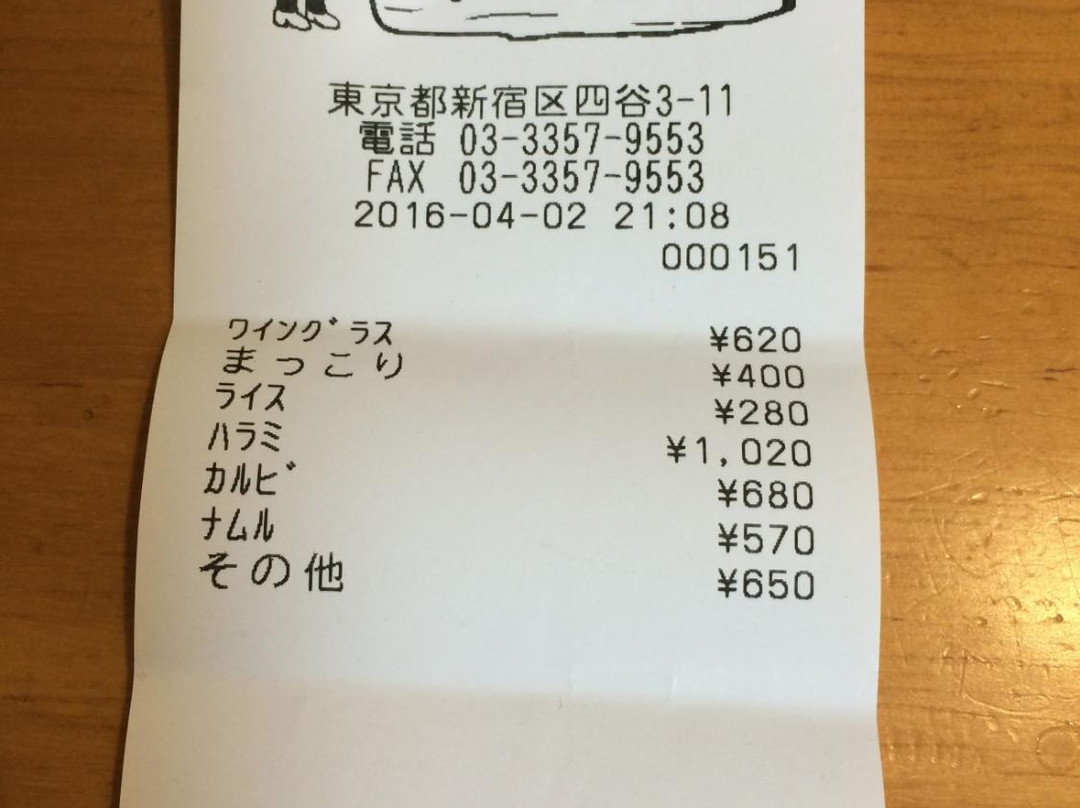 東京都新宿区四谷3-11
電話 03-3357-9553
FAX 03-3357-9553
2016-04-02 21:08
000151
ワイングラス ¥620
まっこり ¥400
ライス ¥280
ハラミ ¥1,020
カルビ ¥680
ナムル ¥570
その他 ¥650